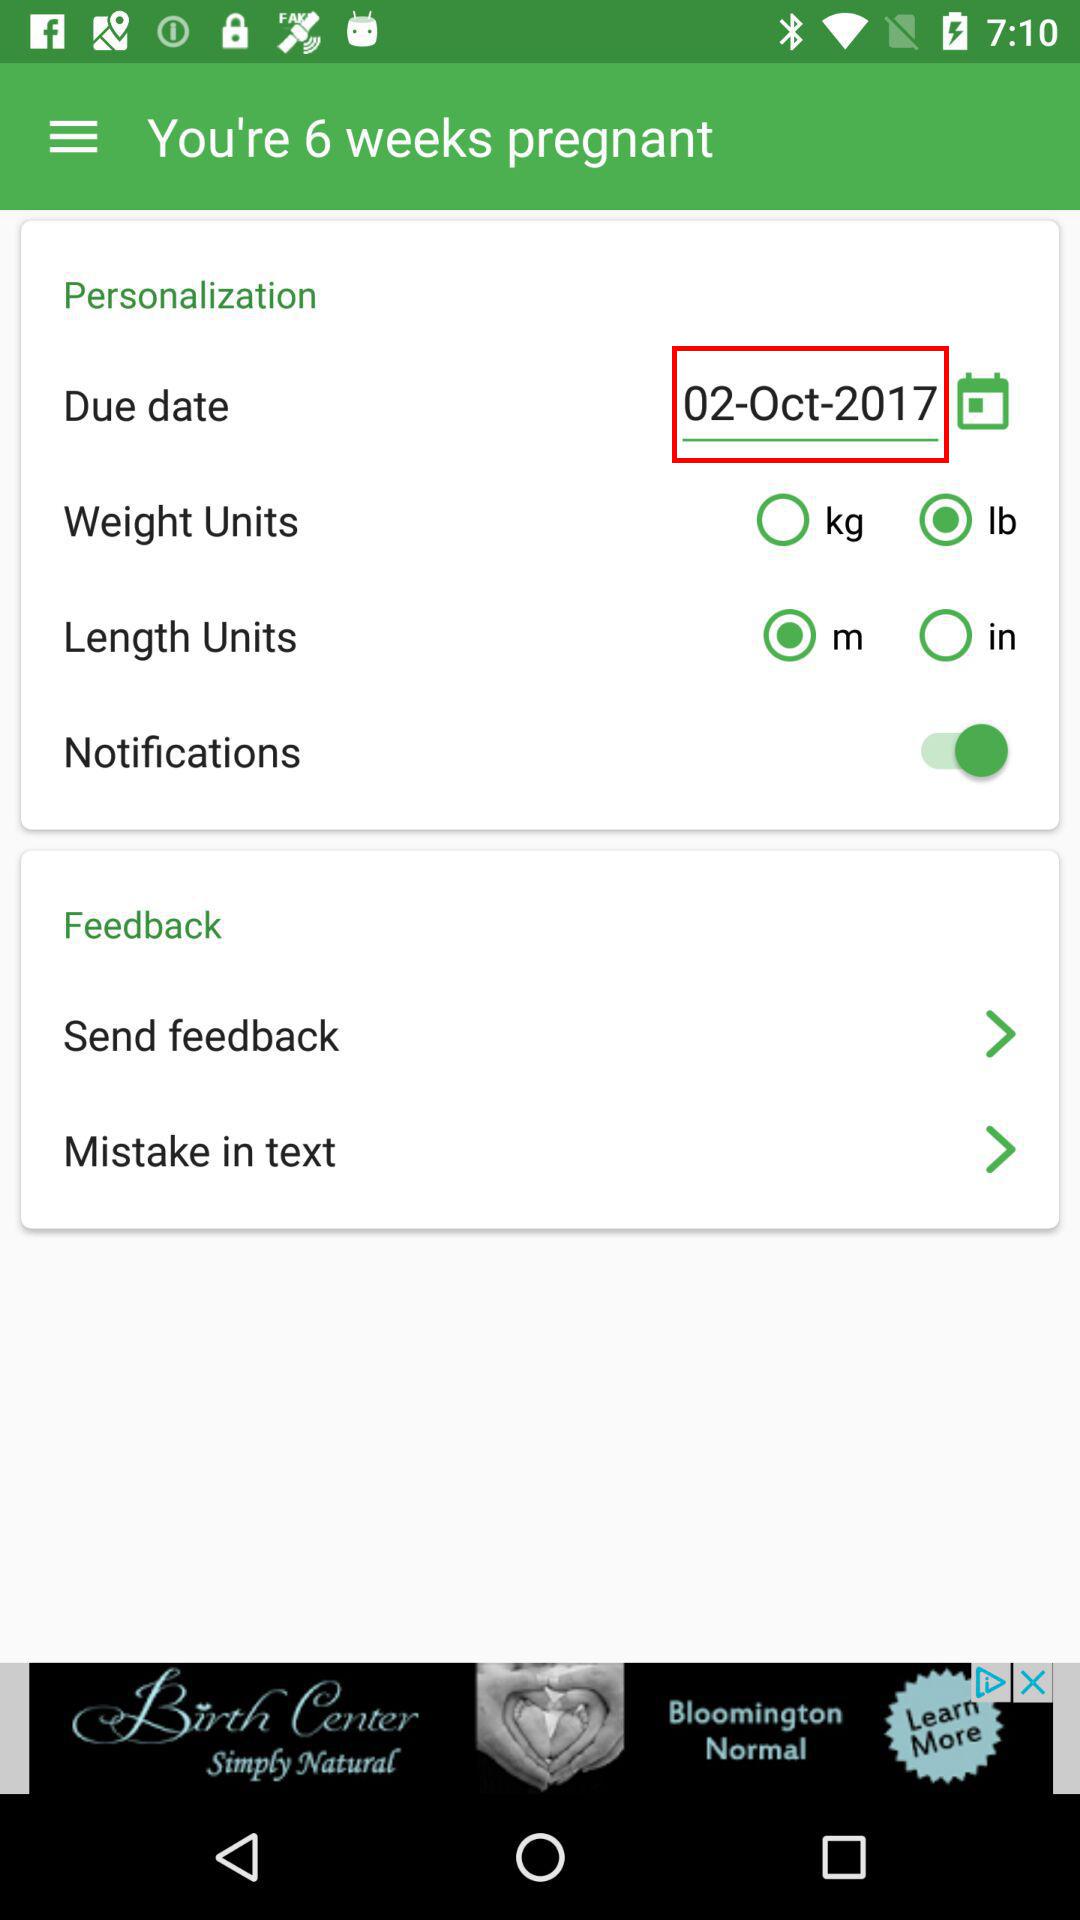 FAKE
7:10
You're 6 weeks pregnant
Personalization
Due date 02-Oct-2017
Weight Units kg lb
Length Units m in
Notifications
Feedback
Send feedback
Mistake in text
Birth Center
Simply Natural
Bloomington
Normal
Learn
More